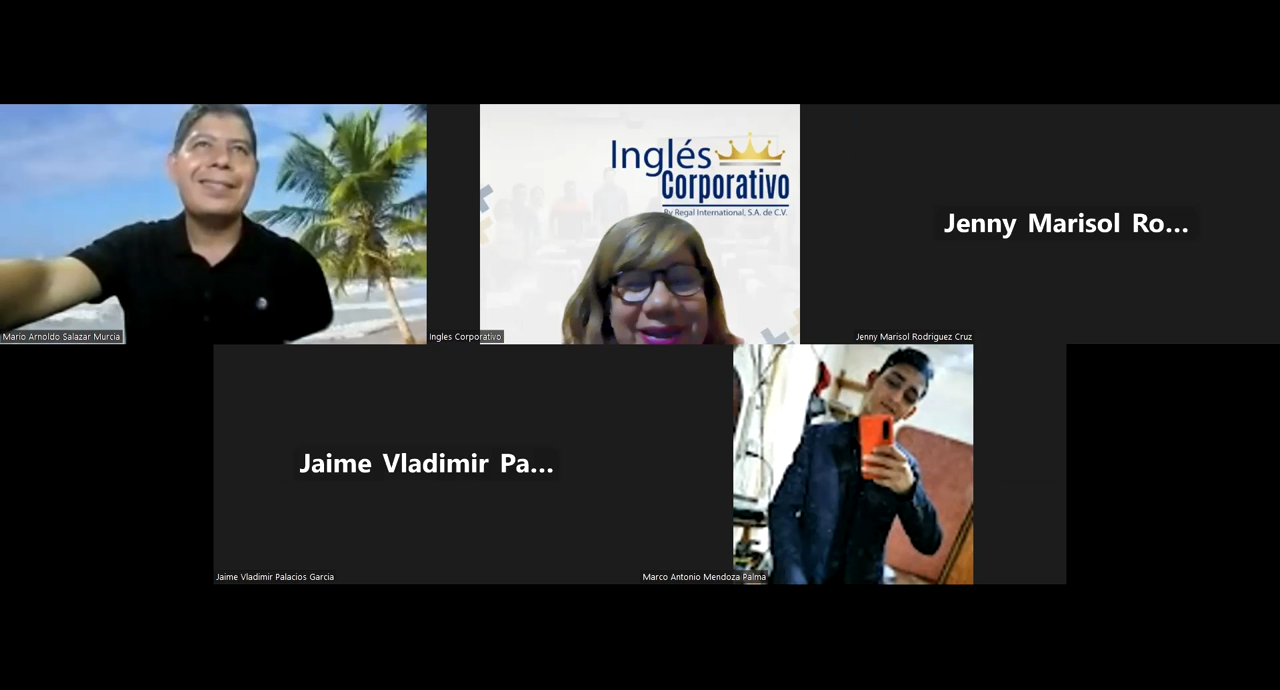 Inglés
Corporativo
By Regal International, S.A. de C.V.
Jenny Marisol Ro...
Mario Arnoldo Salazar Murcia
Ingles Corporativo
Jenny Marisol Rodriguez Cruz
Jaime Vladimir Pa...
Jaime Vladimir Palacios Garcia
Marco Antonio Mendoza Palma